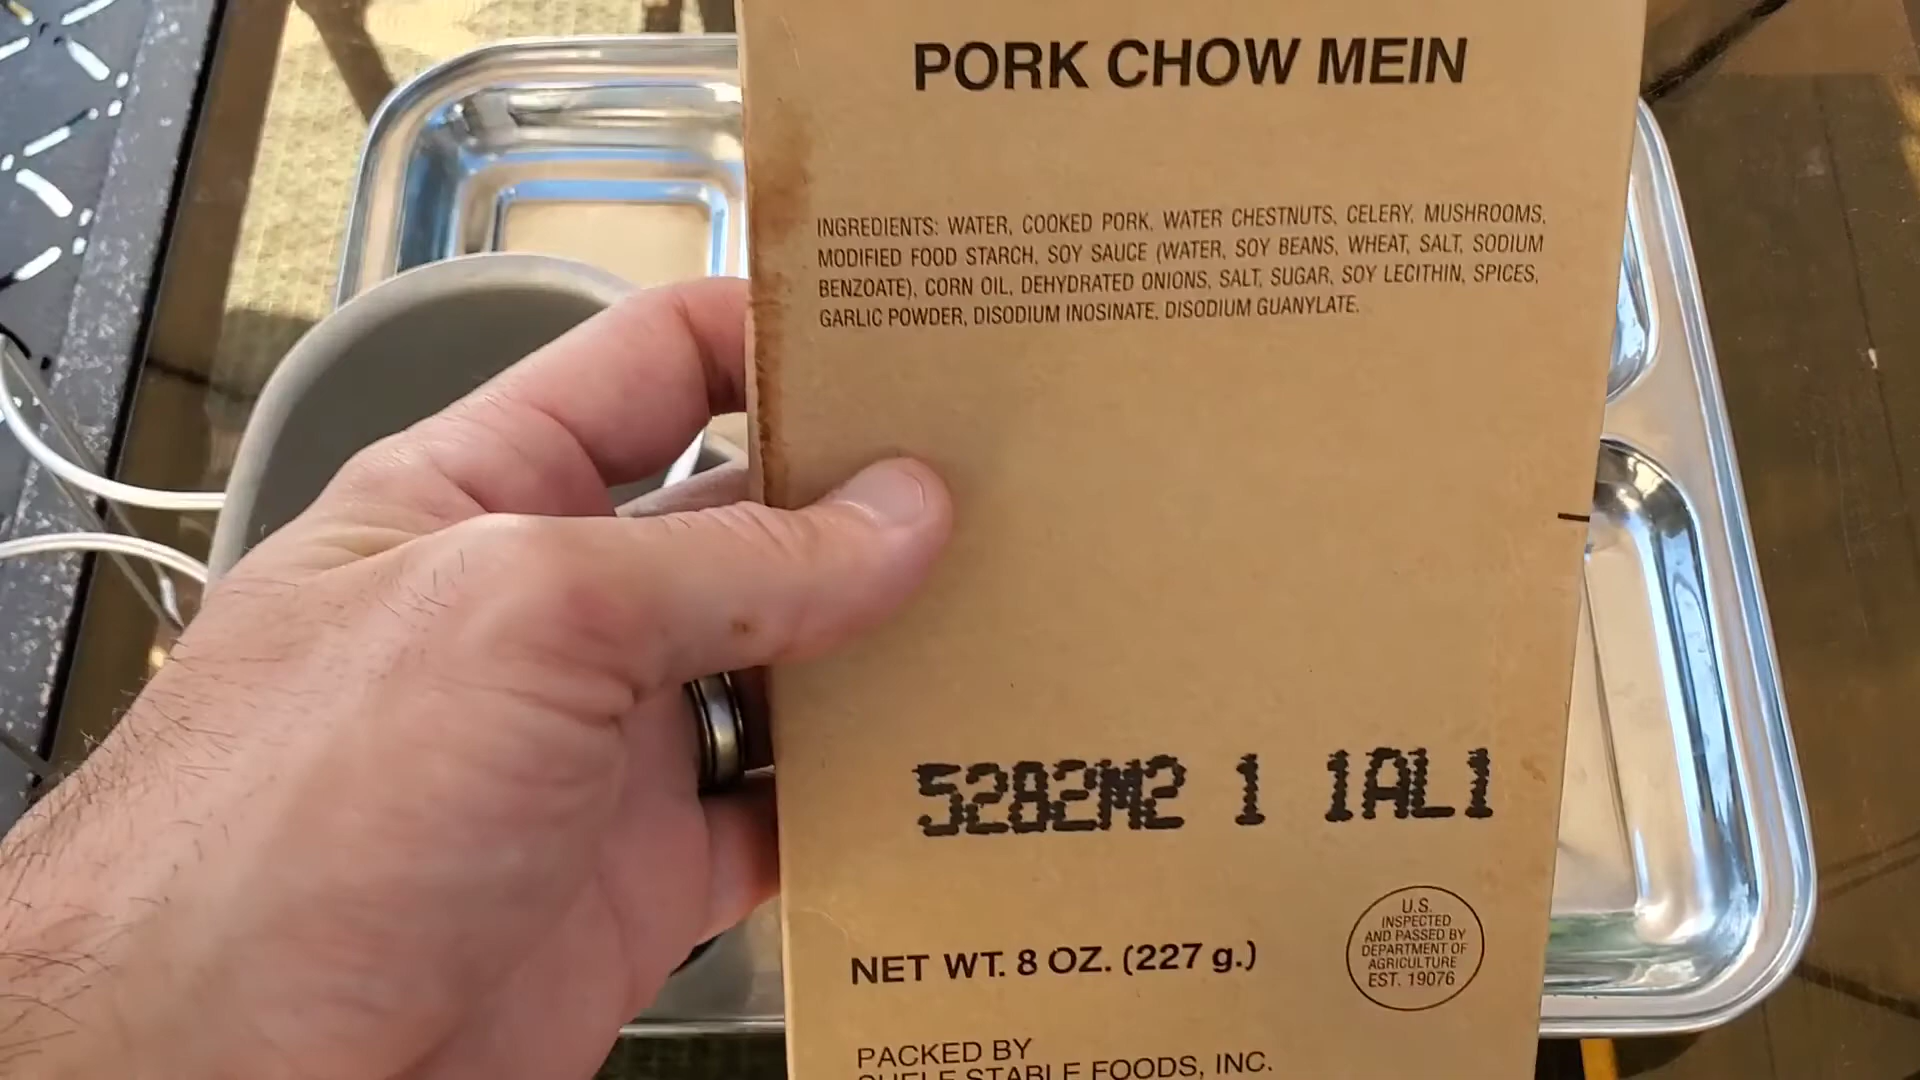 PORK CHOW MEIN
INGREDIENTS: WATER, COOKED PORK, WATER CHESTNUTS, CELERY, MUSHROOMS,
MODIFIED FOOD STARCH, SOY SAUCE (WATER, SOY BEANS, WHEAT, SALT, SODIUM
BENZOATE), CORN OIL, DEHYDRATED ONIONS, SALT, SUGAR, SOY LECITHIN, SPICES,
GARLIC POWDER, DISODIUM INOSINATE, DISODIUM GUANYLATE.
5282M2 1 1AL1
NET WT. 8 OZ. (227 g.)
U.S.
INSPECTED
AND PASSED BY
DEPARTMENT OF
AGRICULTURE
EST. 19076
PACKED BY
SHELF STABLE FOODS, INC.